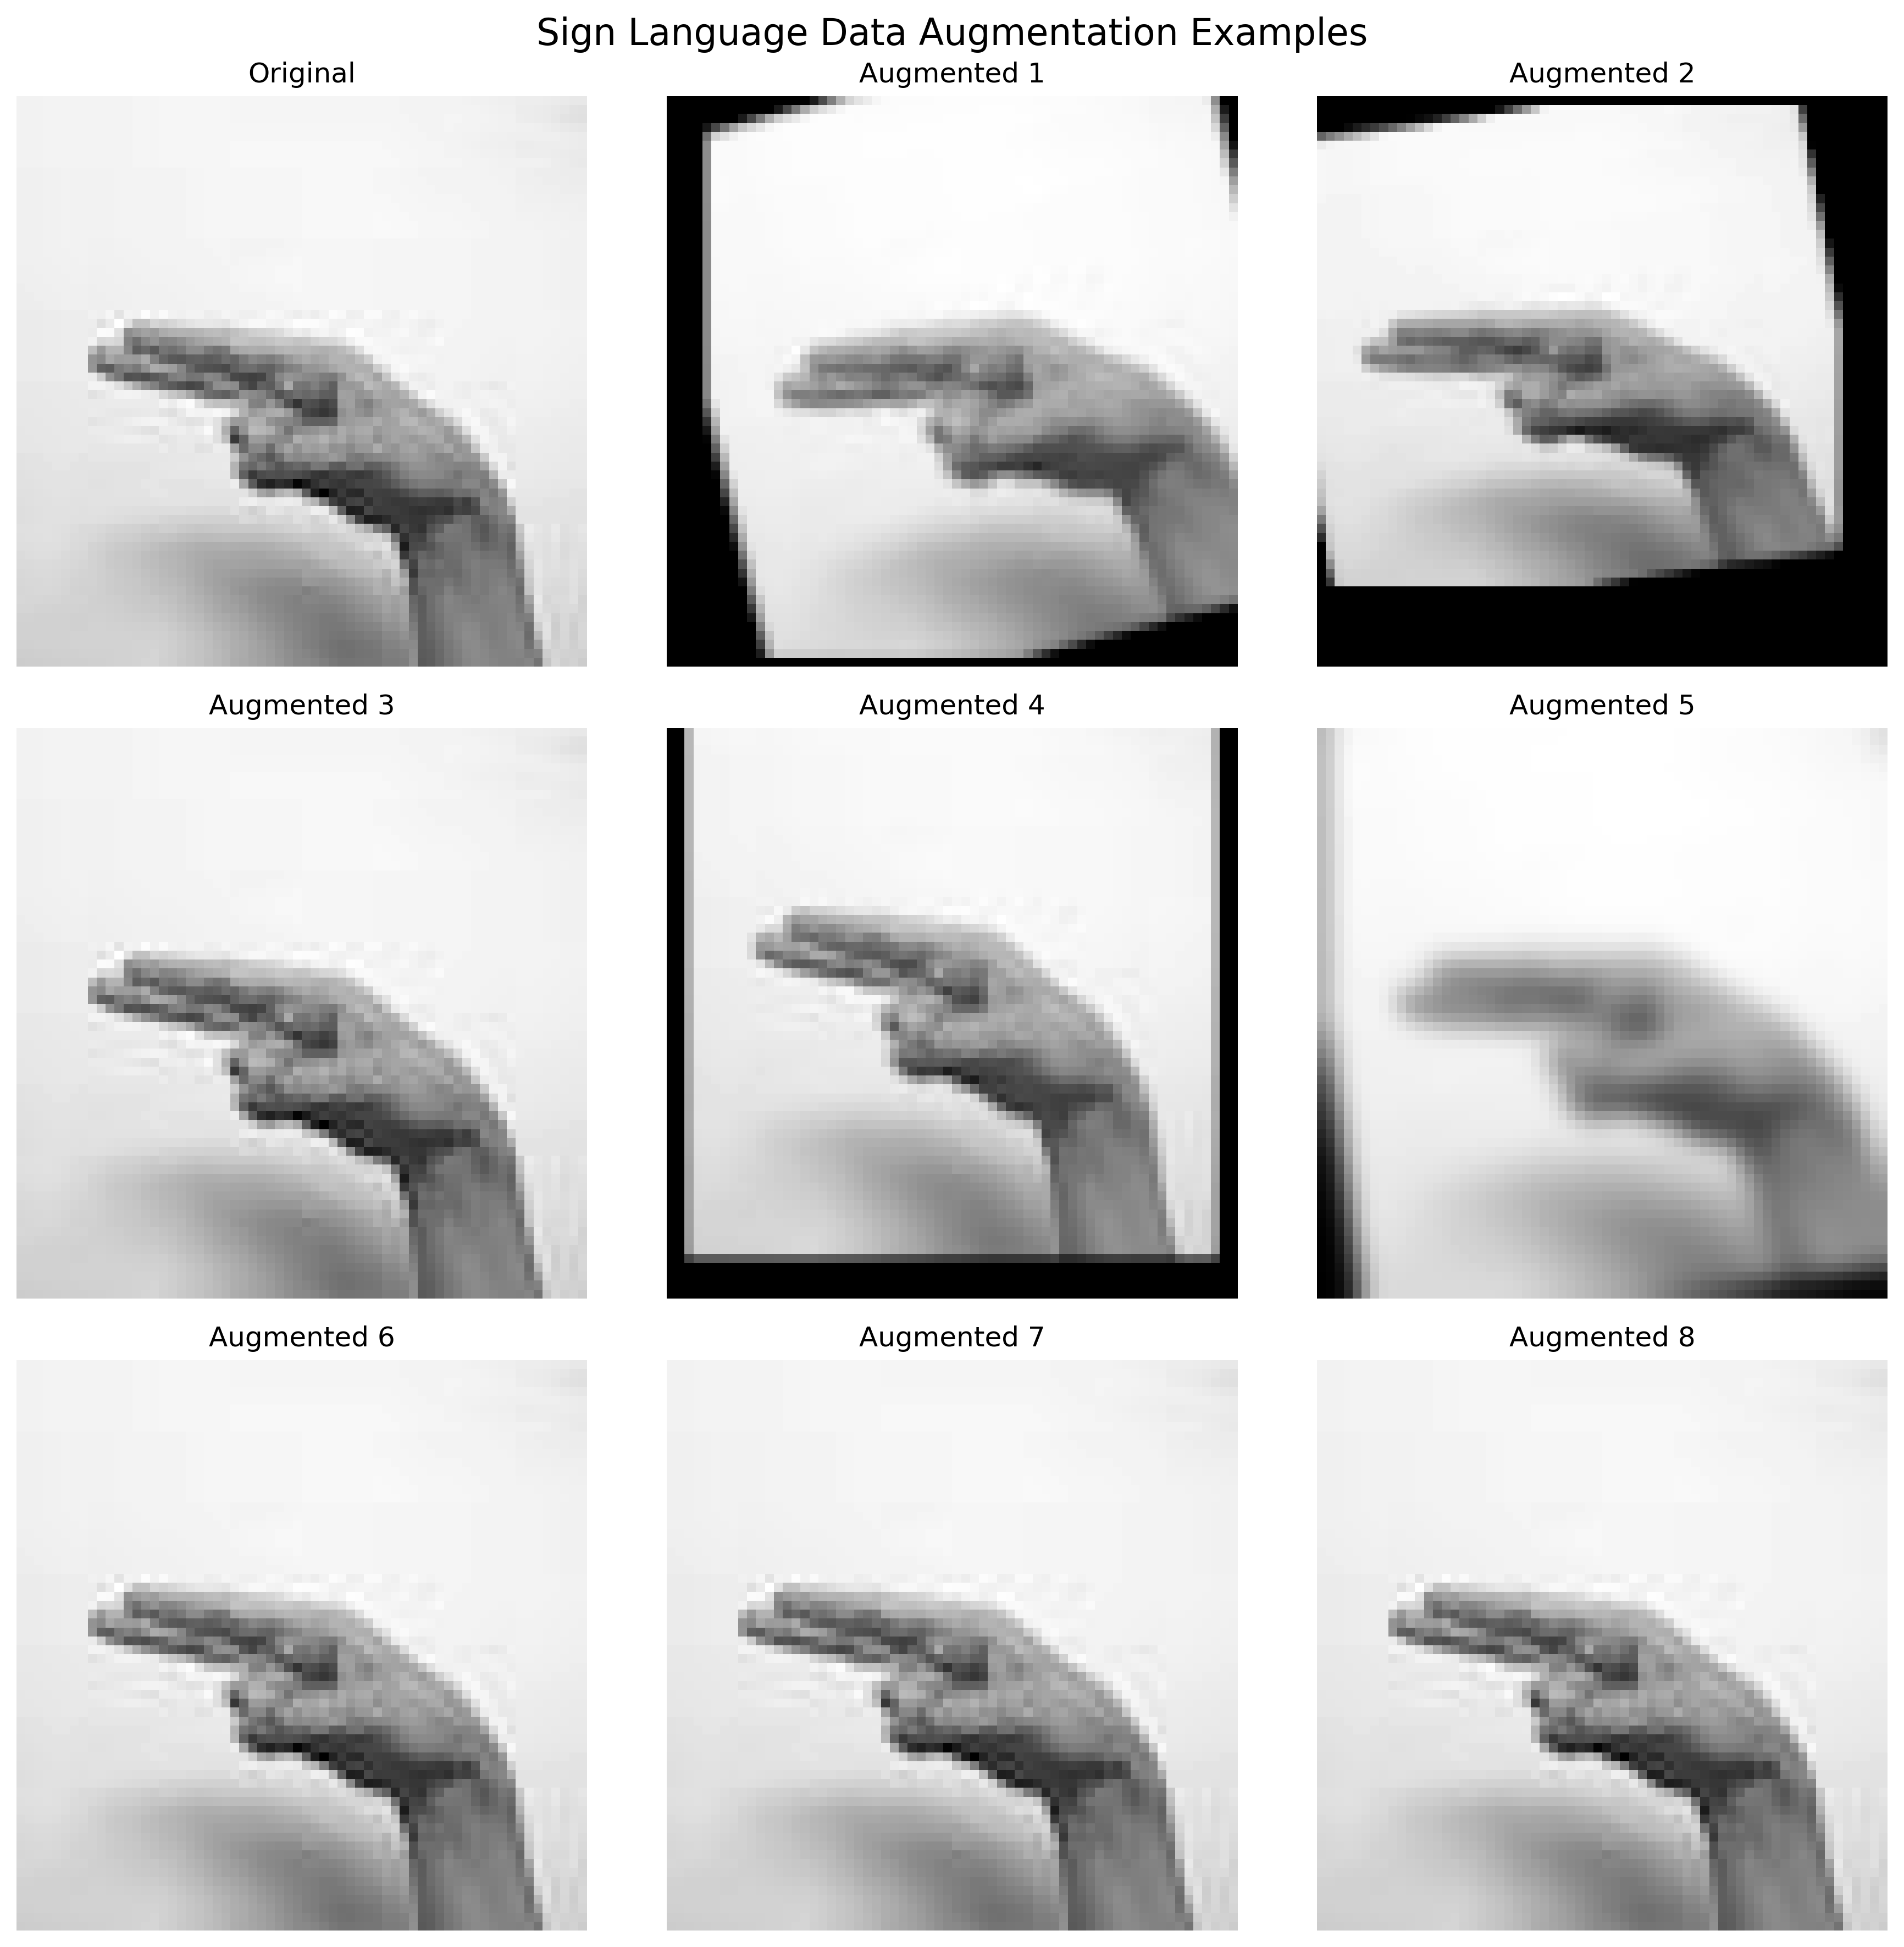 Sign Language Data Augmentation Examples
Original
Augmented 1
Augmented 2
Augmented 3
Augmented 4
Augmented 5
Augmented 6
Augmented 7
Augmented 8